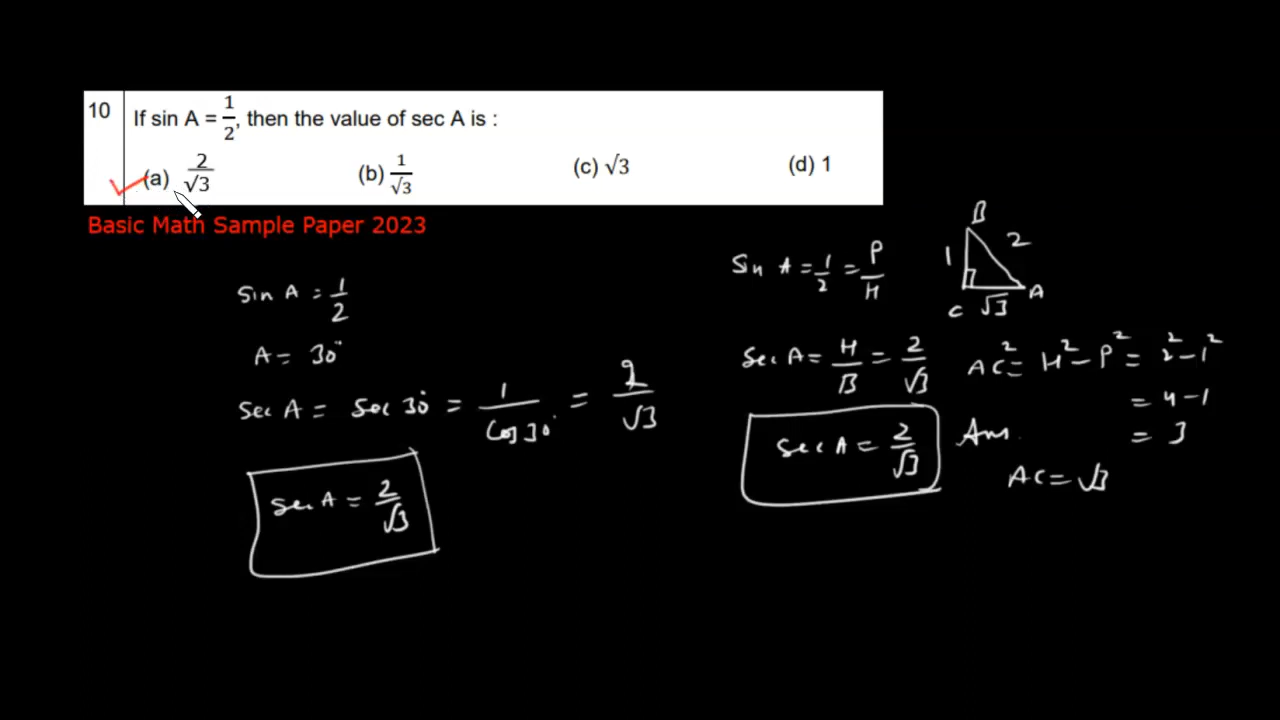 10 If sin A = 1/2, then the value of sec A is :
(a) 2/√3 (b) 1/√3 (c) √3 (d) 1
Basic Math Sample Paper 2023
Sin A = 1/2
A = 30°
Sec A = Sec 30° = 1/Cos 30° = 2/√3
Sec A = 2/√3
Sin A = 1/2 = P/H
B
1 2
C √3 A
Sec A = H/B = 2/√3
AC² = H² - P² = 2² - 1²
= 4 - 1
= 3
AC = √3
Sec A = 2/√3 Ans.